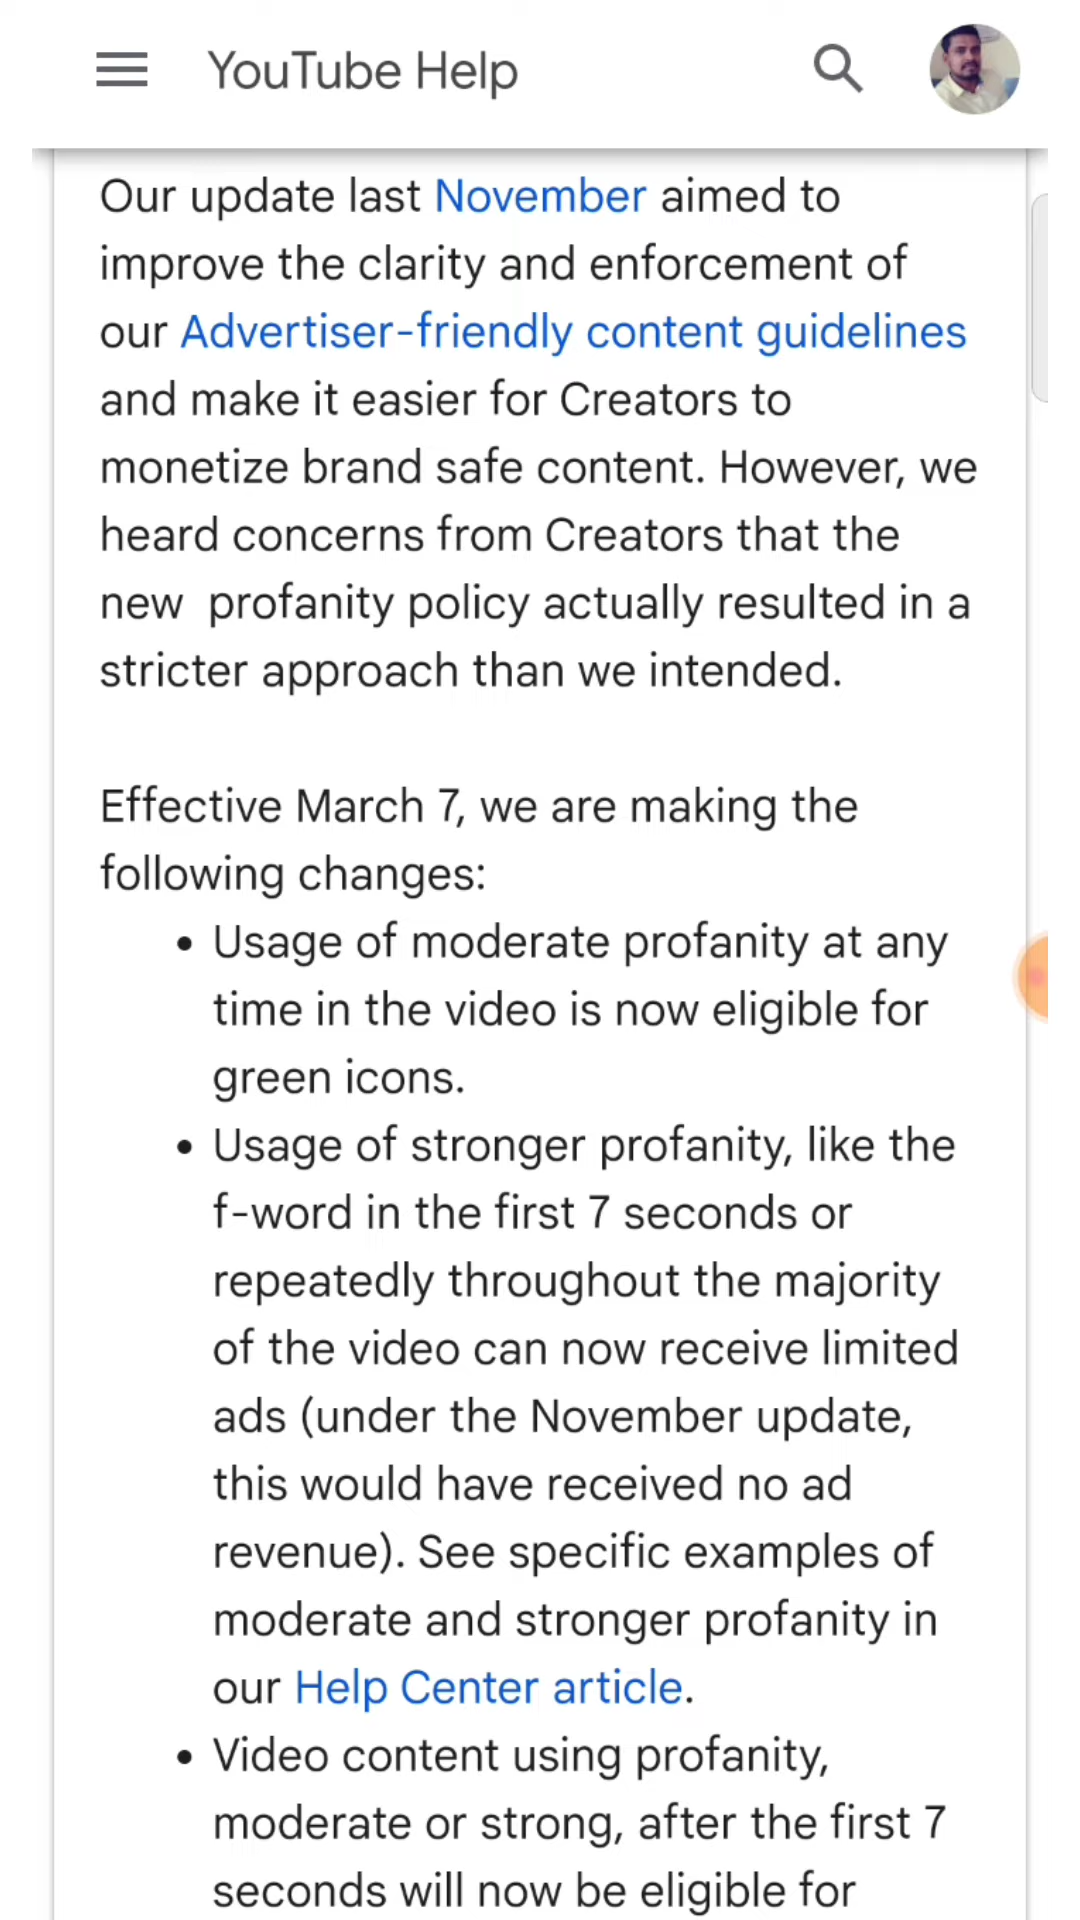 YouTube Help
Our update last November aimed to
improve the clarity and enforcement of
our Advertiser-friendly content guidelines
and make it easier for Creators to
monetize brand safe content. However, we
heard concerns from Creators that the
new  profanity policy actually resulted in a
stricter approach than we intended.
Effective March 7, we are making the
following changes:
• Usage of moderate profanity at any
time in the video is now eligible for
green icons.
• Usage of stronger profanity, like the
f-word in the first 7 seconds or
repeatedly throughout the majority
of the video can now receive limited
ads (under the November update,
this would have received no ad
revenue). See specific examples of
moderate and stronger profanity in
our Help Center article.
• Video content using profanity,
moderate or strong, after the first 7
seconds will now be eligible for